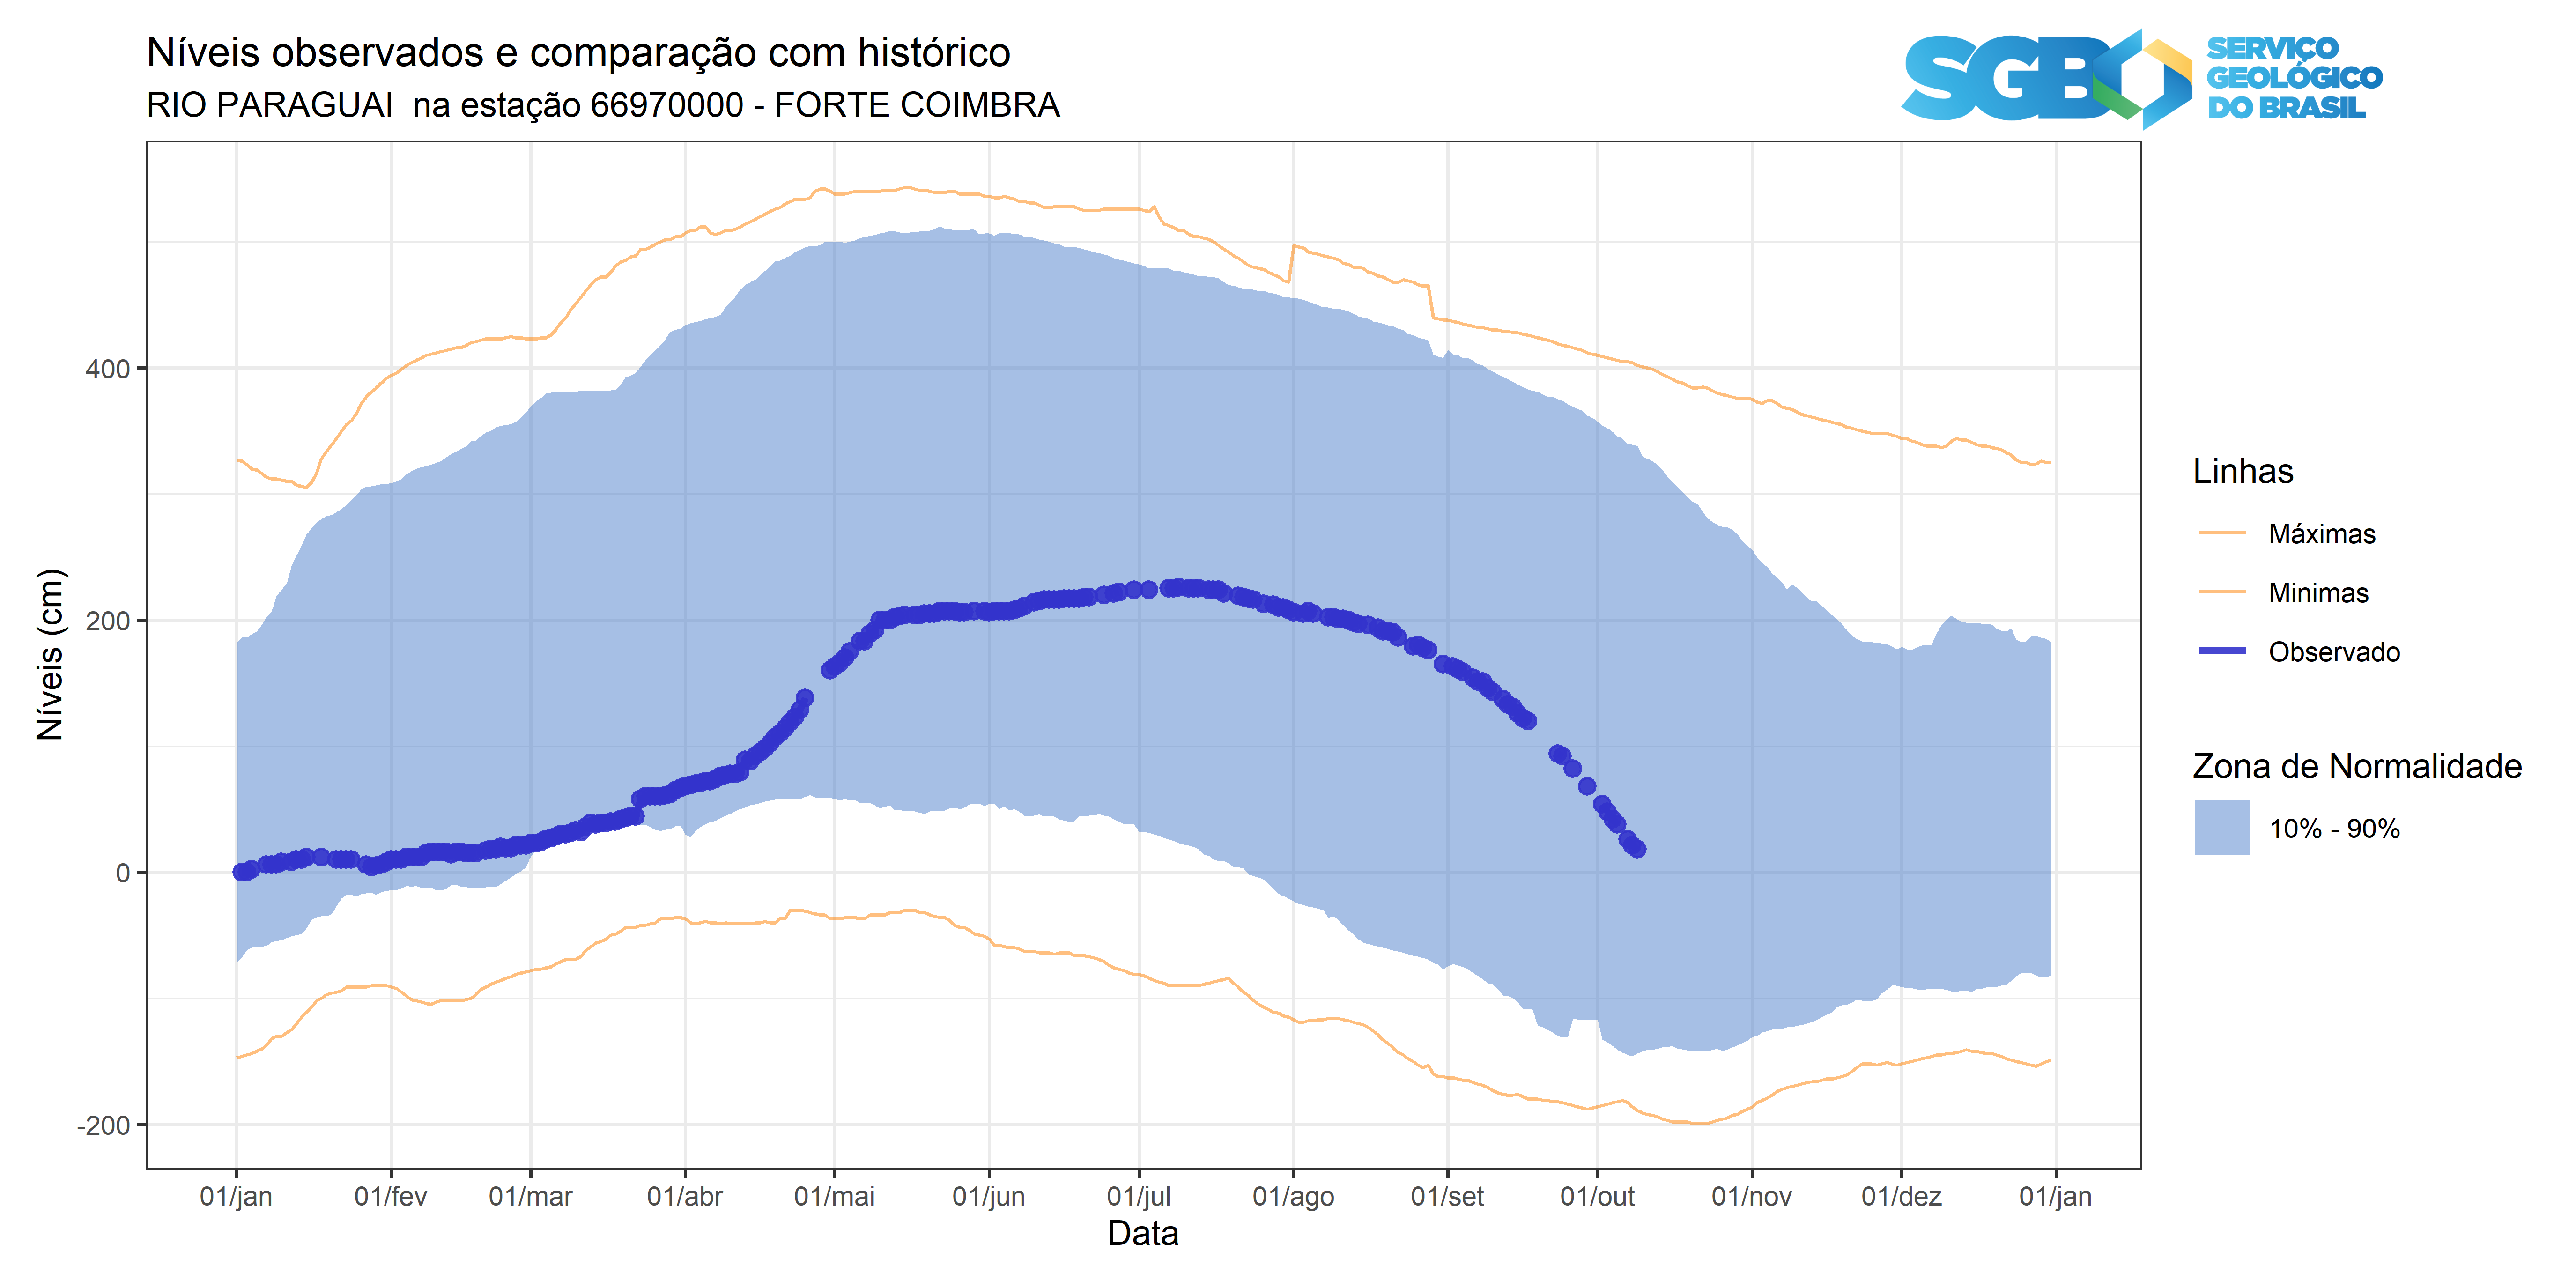 Níveis observados e comparação com histórico
RIO PARAGUAI  na estação 66970000 - FORTE COIMBRA
SGB
SERVIÇO
GEOLÓGICO
DO BRASIL
Níveis (cm)
400
200
0
-200
01/jan 01/fev 01/mar 01/abr 01/mai 01/jun 01/jul 01/ago 01/set 01/out 01/nov 01/dez 01/jan
Data
Linhas
Máximas
Minimas
Observado
Zona de Normalidade
10% - 90%